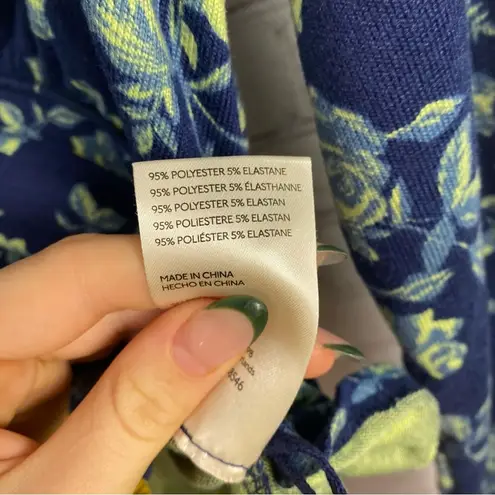 95% POLYESTER 5% ELASTANE
95% POLYESTER 5% ÉLASTHANNE
95% POLYESTER 5% ELASTAN
95% POLIESTERE 5% ELASTAN
95% POLIÉSTER 5% ELASTANE
MADE IN CHINA
HECHO EN CHINA